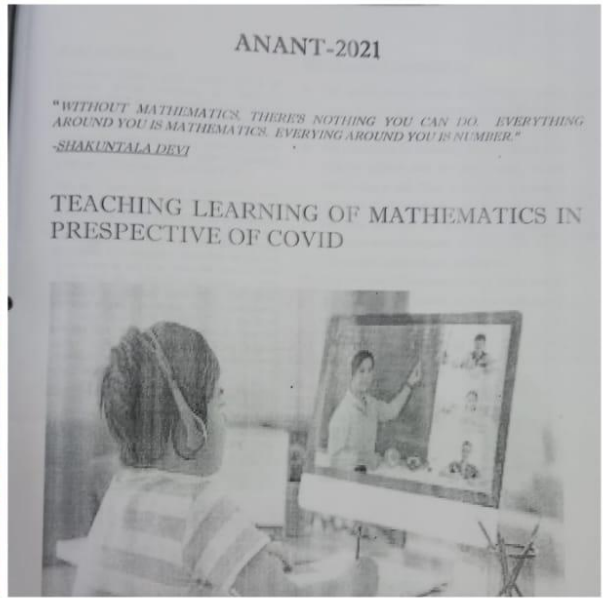 ANANT-2021
"WITHOUT MATHEMATICS, THERE'S NOTHING YOU CAN DO. EVERYTHING
AROUND YOU IS MATHEMATICS. EVERYING AROUND YOU IS NUMBER."
-SHAKUNTALA DEVI
TEACHING LEARNING OF MATHEMATICS IN
PRESPECTIVE OF COVID